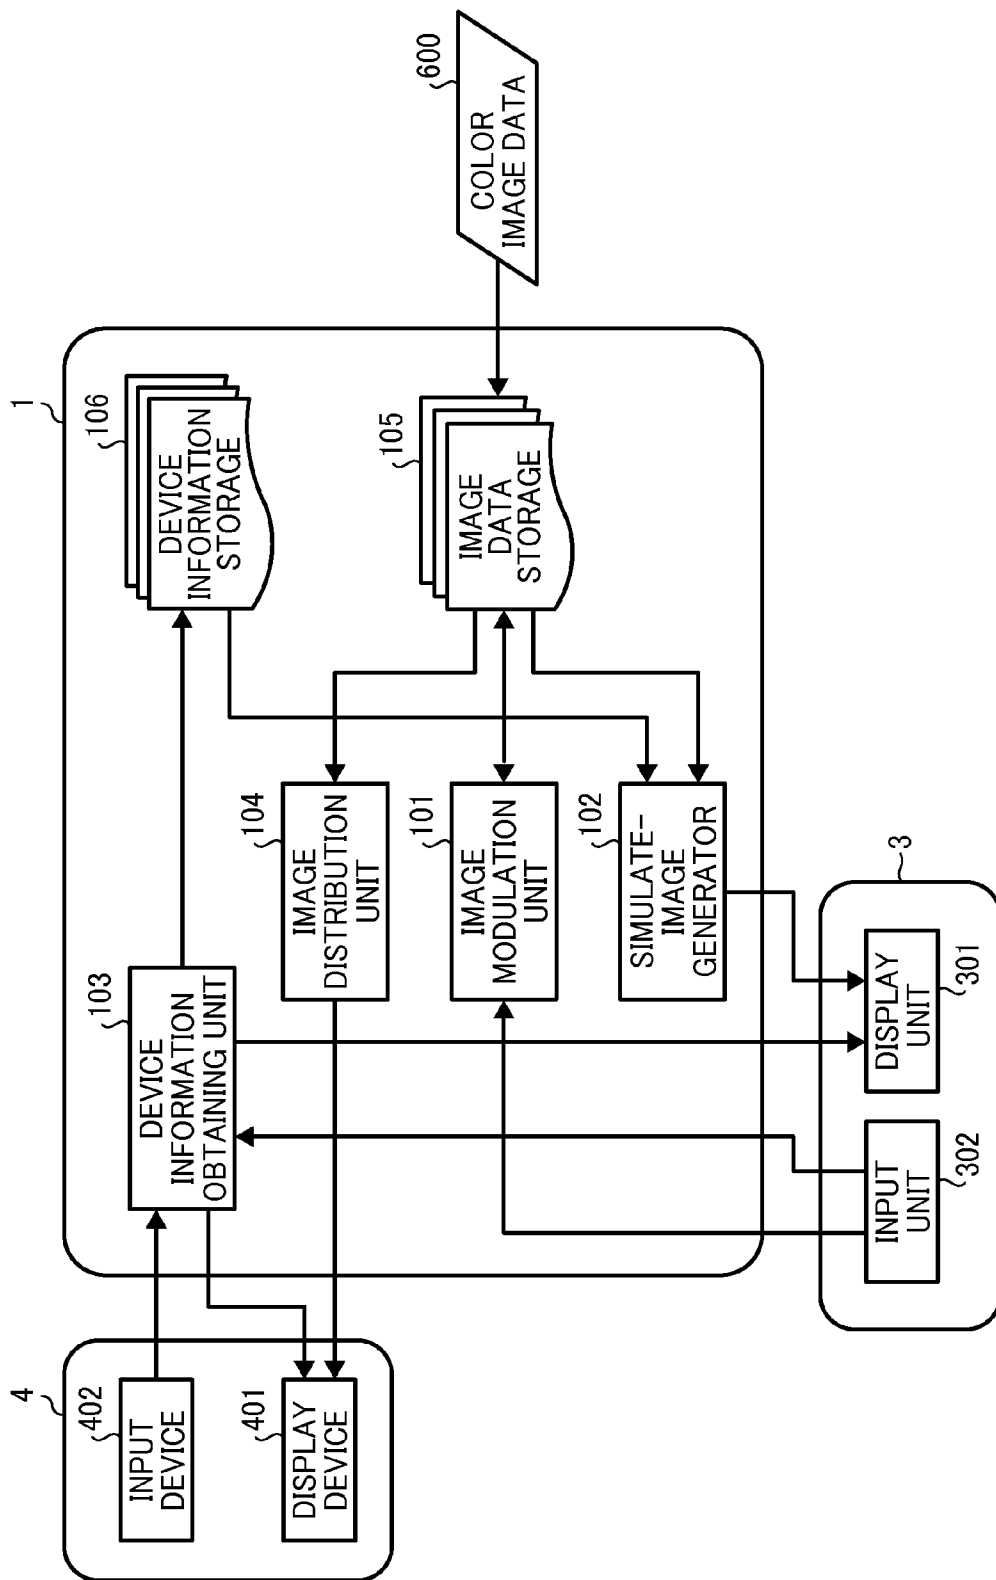 4
402
INPUT
DEVICE
401
DISPLAY
DEVICE
1
103
DEVICE
INFORMATION
OBTAINING UNIT
106
DEVICE
INFORMATION
STORAGE
104
IMAGE
DISTRIBUTION
UNIT
101
IMAGE
MODULATION
UNIT
102
SIMULATE-
IMAGE
GENERATOR
105
IMAGE
DATA
STORAGE
600
COLOR
IMAGE DATA
3
302
INPUT
UNIT
301
DISPLAY
UNIT